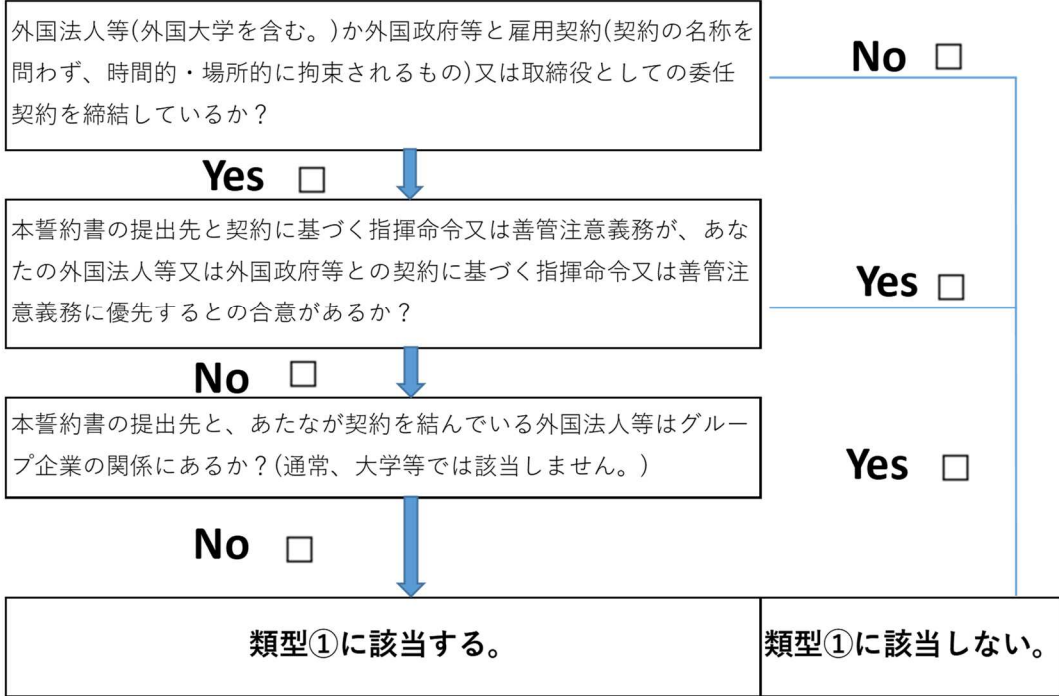 外国法人等(外国大学を含む。)か外国政府等と雇用契約(契約の名称を
問わず、時間的・場所的に拘束されるもの)又は取締役としての委任
契約を締結しているか？
No □
Yes □
本誓約書の提出先と契約に基づく指揮命令又は善管注意義務が、あな
たの外国法人等又は外国政府等との契約に基づく指揮命令又は善管注
意義務に優先するとの合意があるか？
Yes □
No □
本誓約書の提出先と、あたなが契約を結んでいる外国法人等はグルー
プ企業の関係にあるか？(通常、大学等では該当しません。)
Yes □
No □
類型①に該当する。
類型①に該当しない。